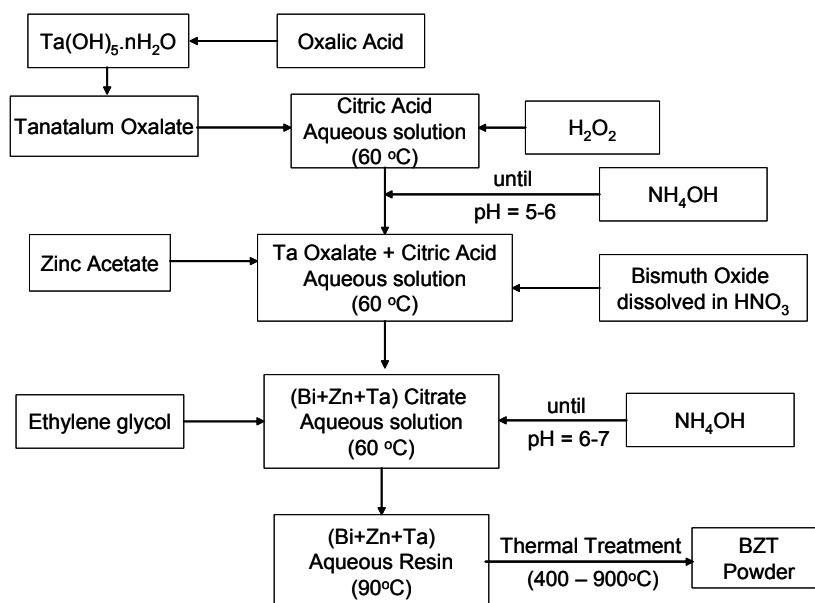 Ta(OH)₅.nH₂O
Oxalic Acid
Tanatalum Oxalate
Citric Acid
Aqueous solution
(60 ºC)
H₂O₂
until
pH = 5-6
NH₄OH
Zinc Acetate
Ta Oxalate + Citric Acid
Aqueous solution
(60 ºC)
Bismuth Oxide
dissolved in HNO₃
Ethylene glycol
(Bi+Zn+Ta) Citrate
Aqueous solution
(60 ºC)
until
pH = 6-7
NH₄OH
(Bi+Zn+Ta)
Aqueous Resin
(90ºC)
Thermal Treatment
(400 – 900ºC)
BZT
Powder